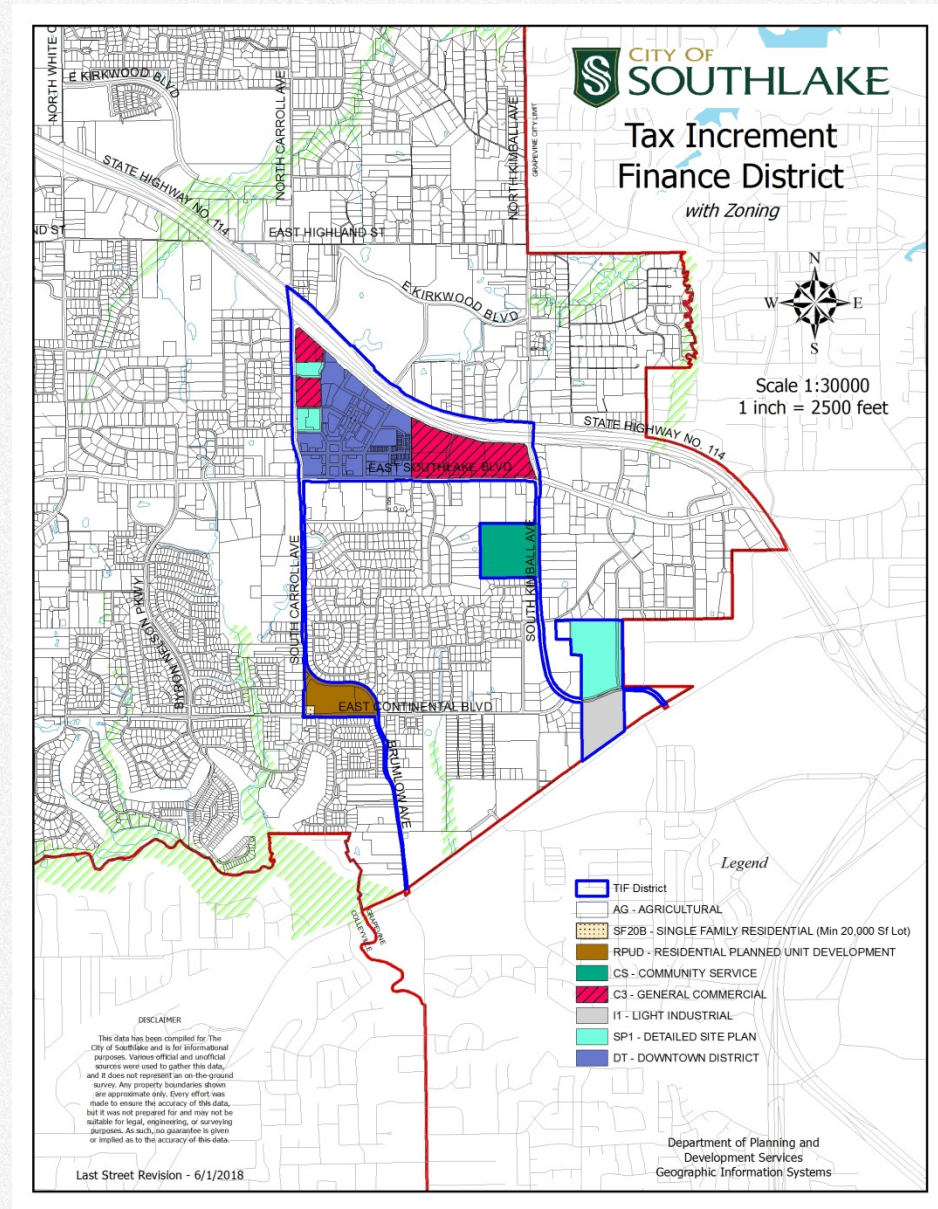 CITY OF
SOUTHLAKE
Tax Increment
Finance District
with Zoning
N
W E
S
Scale 1:30000
1 inch = 2500 feet
NORTH WHITE C
E KIRKWOOD BLVD
NORTH CARROLL AVE
NORTH KIMBALL AVE
GRAPEVINE CITY LIMIT
STATE HIGHWAY NO. 114
ND ST
EAST HIGHLAND ST
E KIRKWOOD BLVD
STATE HIGHWAY NO. 114
EAST SOUTHLAKE BLVD
SOUTH CARROLL AVE
SOUTH KIMBALL AVE
BYRON NELSON PKWY
EAST CONTINENTAL BLVD
BRUMLOW AVE
GRAPEVINE
COLLEYVILLE
Legend
TIF District
AG - AGRICULTURAL
SF20B - SINGLE FAMILY RESIDENTIAL (Min 20,000 Sf Lot)
RPUD - RESIDENTIAL PLANNED UNIT DEVELOPMENT
CS - COMMUNITY SERVICE
C3 - GENERAL COMMERCIAL
I1 - LIGHT INDUSTRIAL
SP1 - DETAILED SITE PLAN
DT - DOWNTOWN DISTRICT
DISCLAIMER
This data has been compiled for The
City of Southlake and is for informational
purposes. Various official and unofficial
sources were used to gather this data,
and it does not represent an on-the-ground
survey. Any property boundaries shown
are approximate only. Every effort was
made to ensure the accuracy of this data,
but it was not prepared for and may not be
suitable for legal, engineering, or surveying
purposes. As such, no guarantee is given
or implied as to the accuracy of this data.
Last Street Revision - 6/1/2018
Department of Planning and
Development Services
Geographic Information Systems